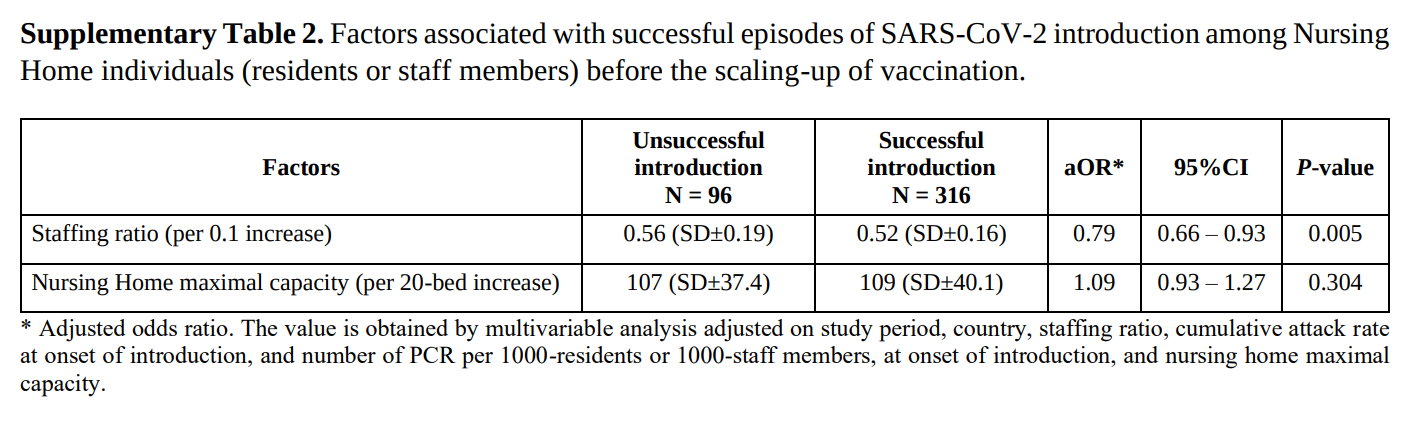 Supplementary Table 2. Factors associated with successful episodes of SARS-CoV-2 introduction among Nursing
Home individuals (residents or staff members) before the scaling-up of vaccination.
Factors
Unsuccessful
introduction
N = 96
Successful
introduction
N = 316
aOR*
95%CI
P-value
Staffing ratio (per 0.1 increase)
0.56 (SD±0.19)
0.52 (SD±0.16)
0.79
0.66 – 0.93
0.005
Nursing Home maximal capacity (per 20-bed increase)
107 (SD±37.4)
109 (SD±40.1)
1.09
0.93 – 1.27
0.304
* Adjusted odds ratio. The value is obtained by multivariable analysis adjusted on study period, country, staffing ratio, cumulative attack rate
at onset of introduction, and number of PCR per 1000-residents or 1000-staff members, at onset of introduction, and nursing home maximal
capacity.